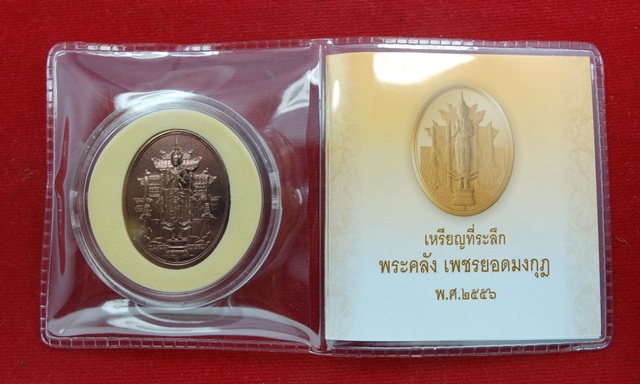 เหรียญที่ระลึก
พระคลัง เพชรยอดมงกุฎ
พ.ศ.๒๕๕๖